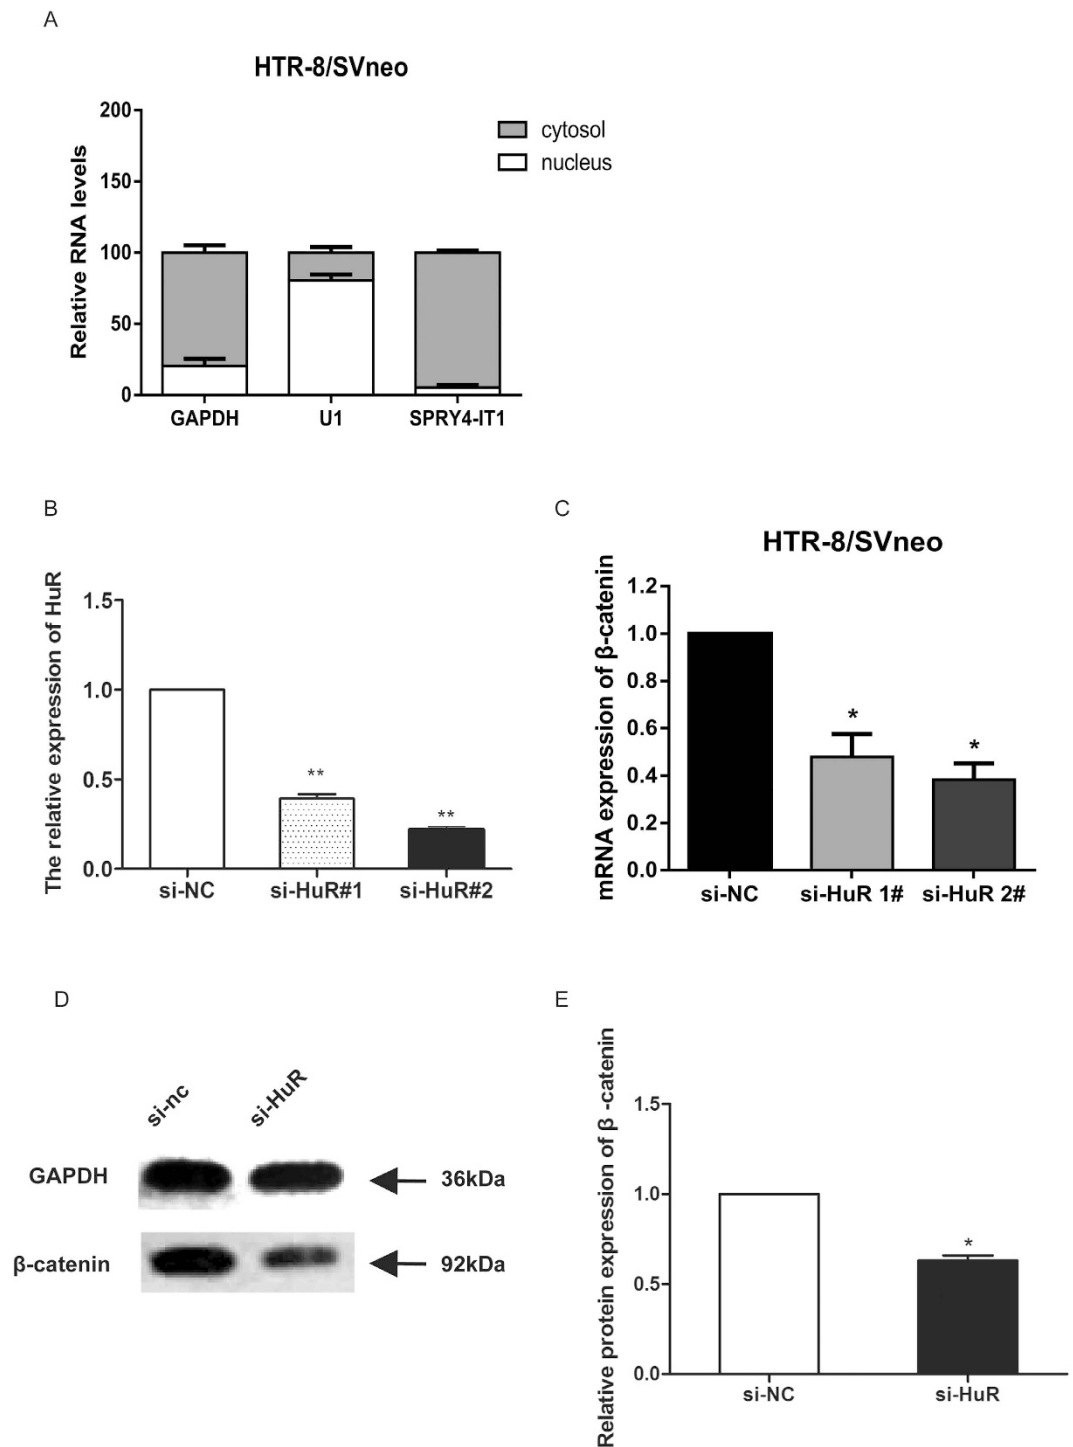 A
HTR-8/SVneo
Relative RNA levels
200
150
100
50
0
cytosol
nucleus
GAPDH U1 SPRY4-IT1
B
The relative expression of HuR
1.5
1.0
0.5
0.0
**
**
si-NC si-HuR#1 si-HuR#2
C
HTR-8/SVneo
mRNA expression of β-catenin
1.2
1.0
0.8
0.6
0.4
0.2
0.0
*
*
si-NC si-HuR 1# si-HuR 2#
D
si-nc si-HuR
GAPDH 36kDa
β-catenin 92kDa
E
Relative protein expression of β -catenin
1.5
1.0
0.5
0.0
*
si-NC si-HuR